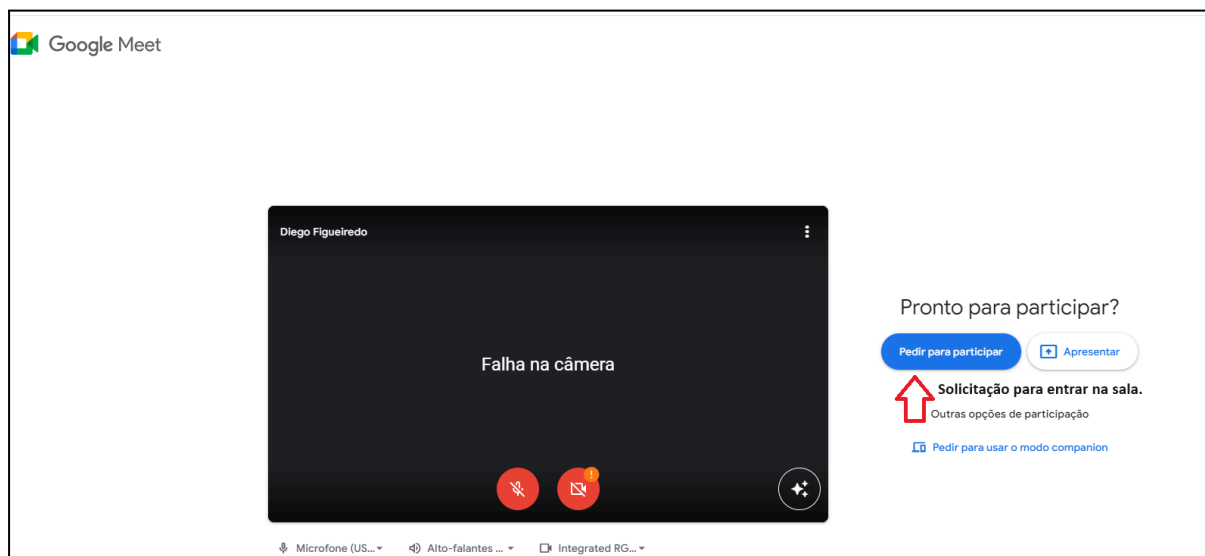 Google Meet
Diego Figueiredo
Falha na câmera
Pronto para participar?
Pedir para participar
Apresentar
Solicitação para entrar na sala.
Outras opções de participação
Pedir para usar o modo companion
Microfone (US...
Alto-falantes ...
Integrated RG...